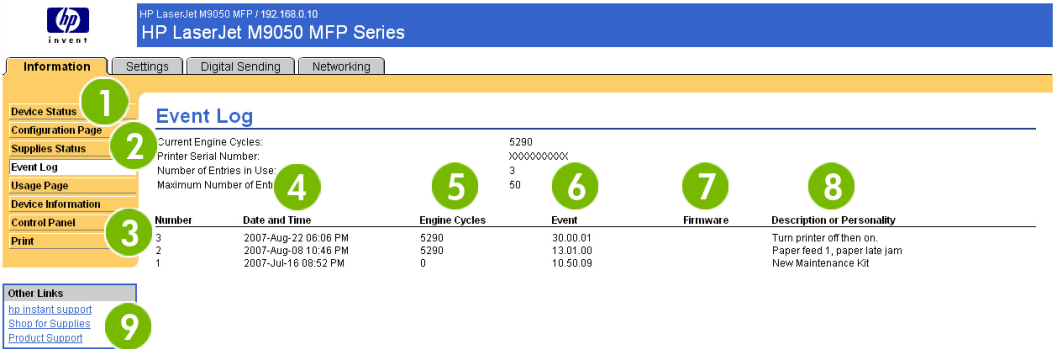 hp
invent
HP LaserJet M9050 MFP / 192.168.0.10
HP LaserJet M9050 MFP Series
Information Settings Digital Sending Networking
Device Status
Configuration Page
Supplies Status
Event Log
Usage Page
Device Information
Control Panel
Print
1
2
3
Event Log
Current Engine Cycles: 5290
Printer Serial Number: XXXXXXXXXX
Number of Entries in Use: 3
Maximum Number of 50
4 5 6 7 8
Number Date and Time Engine Cycles Event Firmware Description or Personality
3 2007-Aug-22 06:06 PM 5290 30.00.01 Turn printer off then on.
2 2007-Aug-08 10:46 PM 5290 13.01.00 Paper feed 1, paper late jam
1 2007-Jul-16 08:52 PM 0 10.50.09 New Maintenance Kit
Other Links
hp instant support
Shop for Supplies
Product Support
9